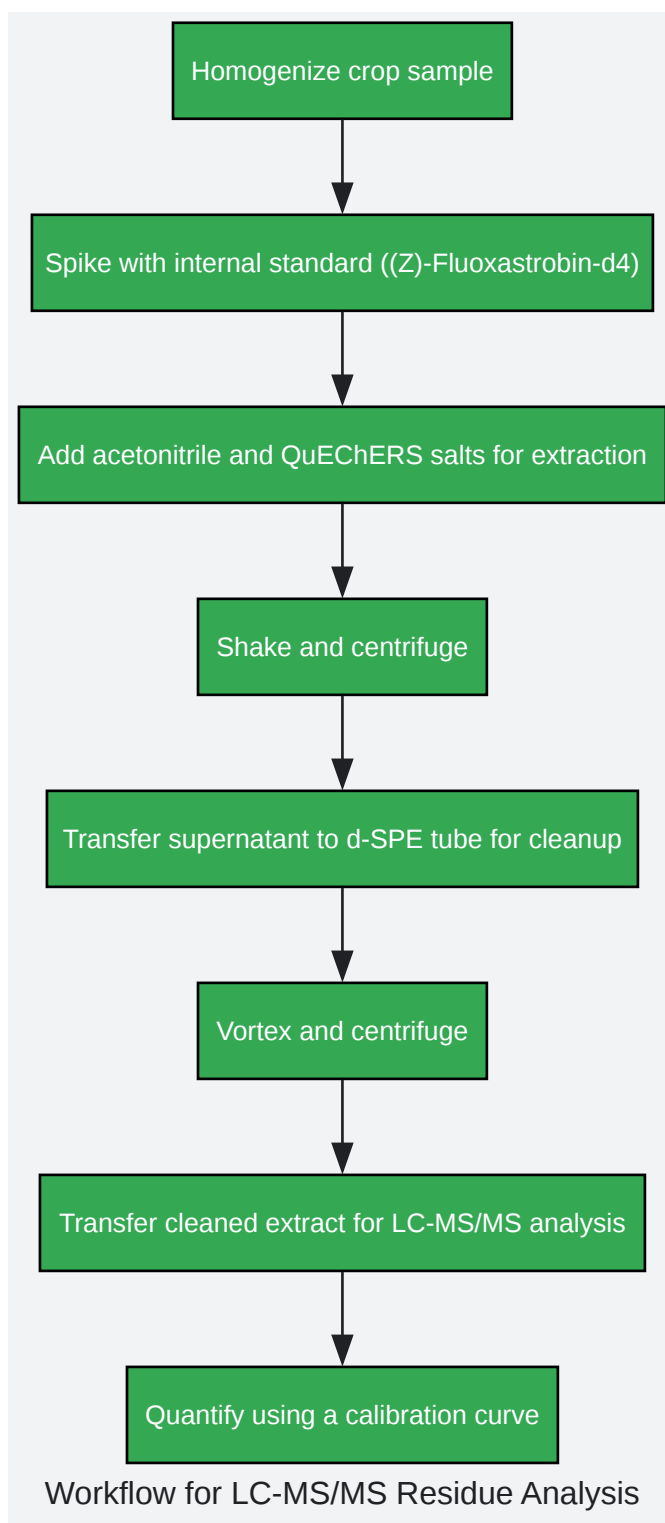 Homogenize crop sample
Spike with internal standard ((Z)-Fluoxastrobin-d4)
Add acetonitrile and QuEChERS salts for extraction
Shake and centrifuge
Transfer supernatant to d-SPE tube for cleanup
Vortex and centrifuge
Transfer cleaned extract for LC-MS/MS analysis
Quantify using a calibration curve
Workflow for LC-MS/MS Residue Analysis